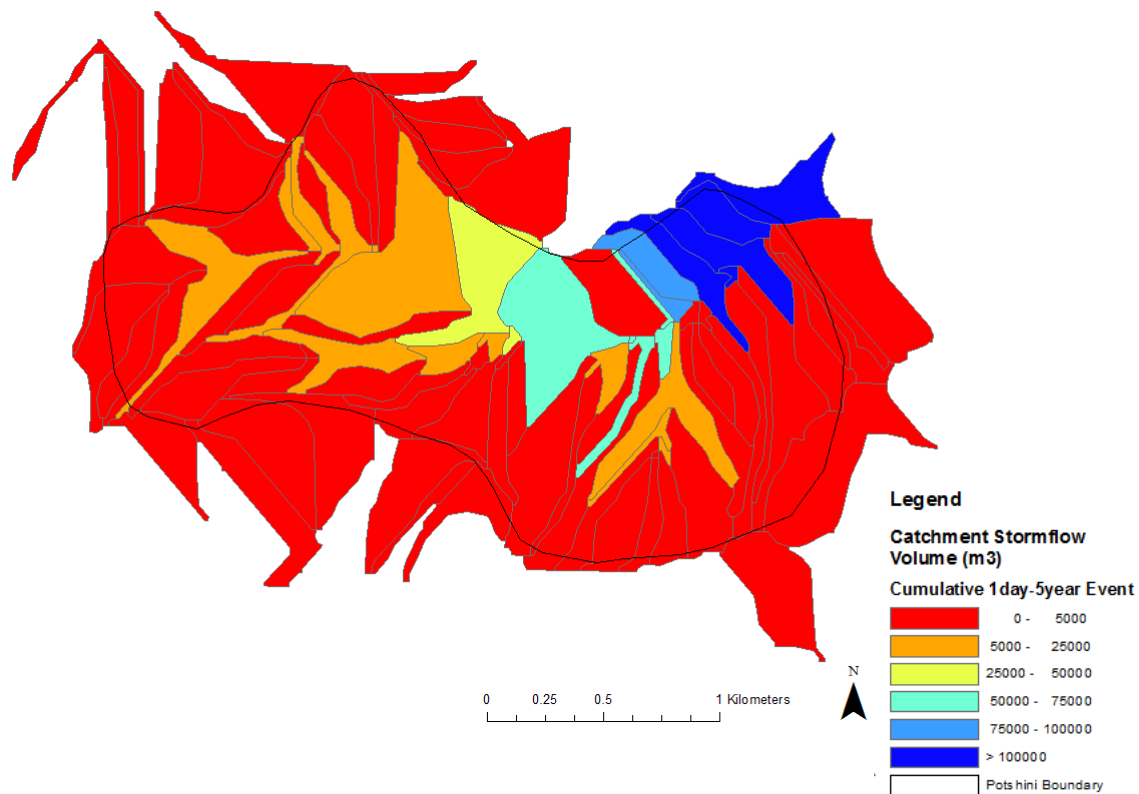 Legend
Catchment Stormflow
Volume (m3)
Cumulative 1day-5year Event
0 - 5000
5000 - 25000
25000 - 50000
50000 - 75000
75000 - 100000
> 100000
Potshini Boundary
N
0 0.25 0.5 1 Kilometers